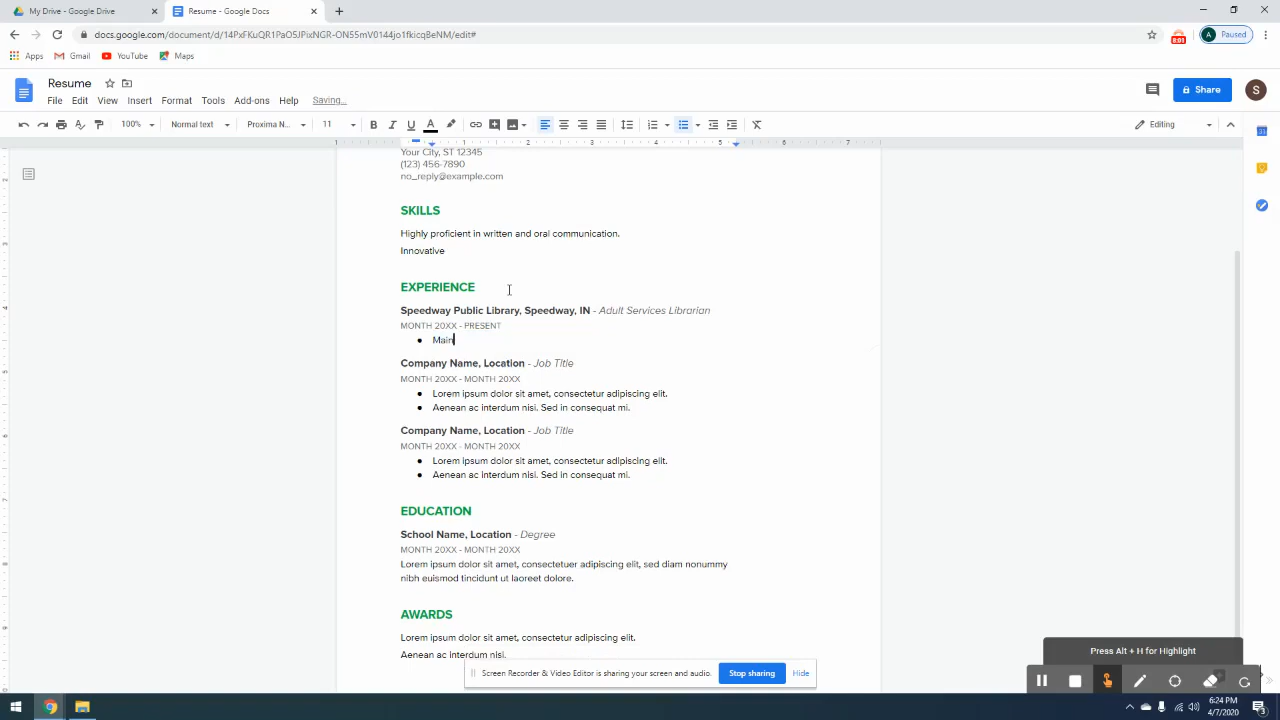 My Drive - Google Drive
Resume - Google Docs
docs.google.com/document/d/14PxFKuQR1PaO5JPixNGR-ON55mV0144jo1fkicqBeNM/edit#
Paused
Apps Gmail YouTube Maps
Resume
File Edit View Insert Format Tools Add-ons Help Saving...
Share
S
100% Normal text Proxima N... 11 Editing
Your City, ST 12345
(123) 456-7890
no_reply@example.com
SKILLS
Highly proficient in written and oral communication.
Innovative
EXPERIENCE
Speedway Public Library, Speedway, IN - Adult Services Librarian
MONTH 20XX - PRESENT
● Main
Company Name, Location - Job Title
MONTH 20XX - MONTH 20XX
● Lorem ipsum dolor sit amet, consectetur adipiscing elit.
● Aenean ac interdum nisi. Sed in consequat mi.
Company Name, Location - Job Title
MONTH 20XX - MONTH 20XX
● Lorem ipsum dolor sit amet, consectetur adipiscing elit.
● Aenean ac interdum nisi. Sed in consequat mi.
EDUCATION
School Name, Location - Degree
MONTH 20XX - MONTH 20XX
Lorem ipsum dolor sit amet, consectetuer adipiscing elit, sed diam nonummy
nibh euismod tincidunt ut laoreet dolore.
AWARDS
Lorem ipsum dolor sit amet, consectetur adipiscing elit.
Aenean ac interdum nisi.
Press Alt + H for Highlight
Screen Recorder & Video Editor is sharing your screen and audio. Stop sharing Hide
6:24 PM
4/7/2020